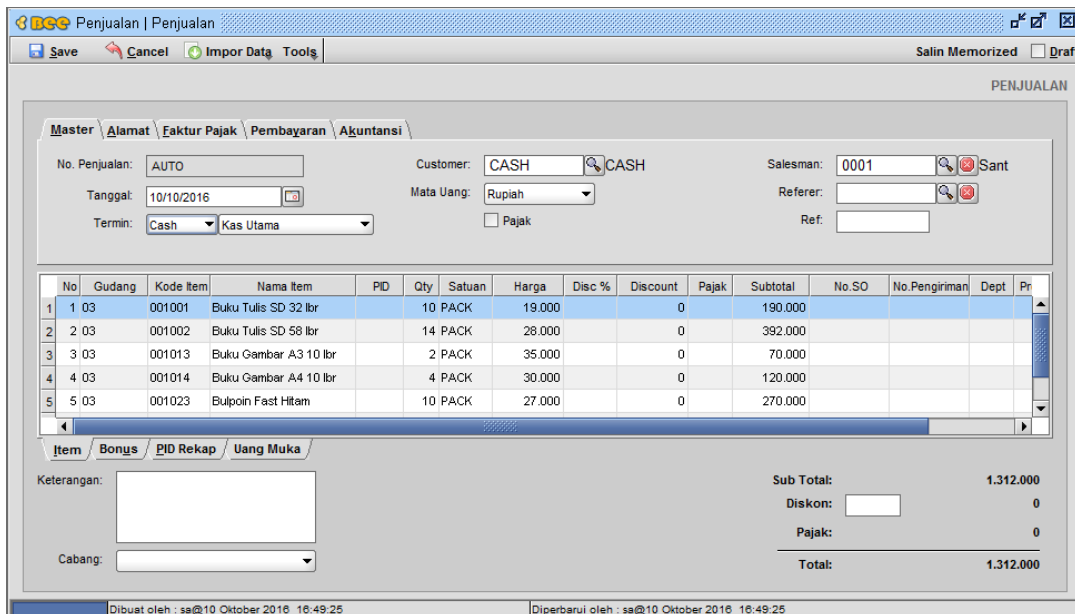 Bee Penjualan | Penjualan
Save Cancel Impor Data Tools Salin Memorized Draf
PENJUALAN
Master Alamat Faktur Pajak Pembayaran Akuntansi
No. Penjualan: AUTO Customer: CASH CASH Salesman: 0001 Sant
Tanggal: 10/10/2016 Mata Uang: Rupiah Referer:
Termin: Cash Kas Utama Pajak Ref:
No Gudang Kode Item Nama Item PID Qty Satuan Harga Disc % Discount Pajak Subtotal No.SO No.Pengiriman Dept Pr
1 1 03 001001 Buku Tulis SD 32 lbr 10 PACK 19.000 0 190.000
2 2 03 001002 Buku Tulis SD 58 lbr 14 PACK 28.000 0 392.000
3 3 03 001013 Buku Gambar A3 10 lbr 2 PACK 35.000 0 70.000
4 4 03 001014 Buku Gambar A4 10 lbr 4 PACK 30.000 0 120.000
5 5 03 001023 Bulpoin Fast Hitam 10 PACK 27.000 0 270.000
Item Bonus PID Rekap Uang Muka
Keterangan: Sub Total: 1.312.000
Diskon: 0
Pajak: 0
Cabang: Total: 1.312.000
Dibuat oleh : sa@10 Oktober 2016 16:49:25 Diperbarui oleh : sa@10 Oktober 2016 16:49:25